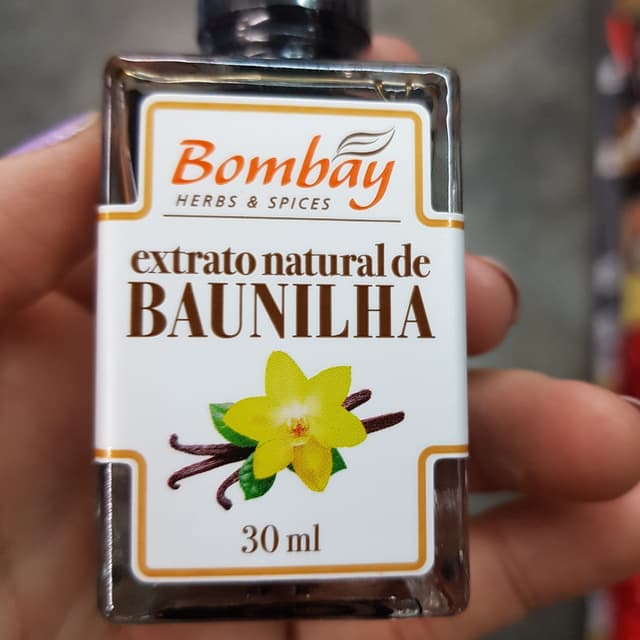 Bombay
HERBS & SPICES
extrato natural de
BAUNILHA
30 ml